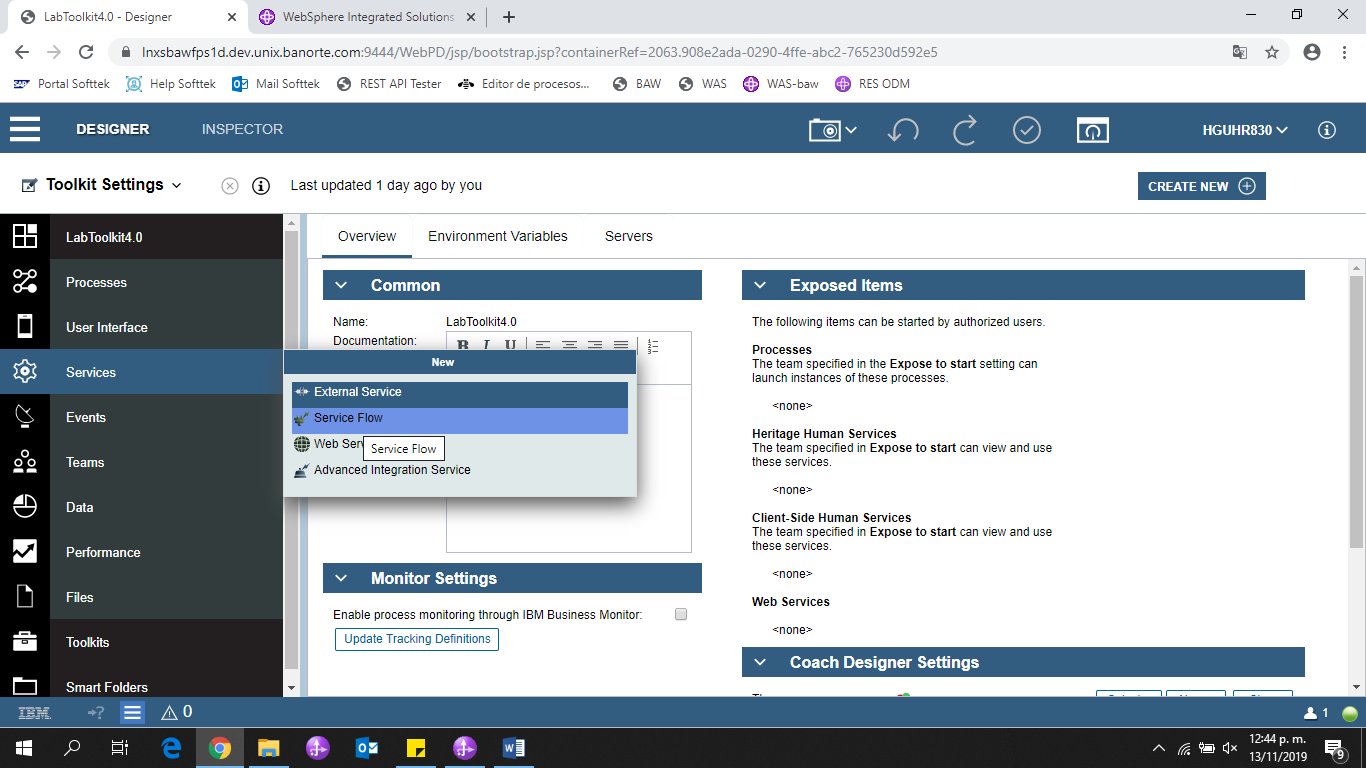 LabToolkit4.0 - Designer
WebSphere Integrated Solutions
lnxsbawfps1d.dev.unix.banorte.com:9444/WebPD/jsp/bootstrap.jsp?containerRef=2063.908e2ada-0290-4ffe-abc2-765230d592e5
Portal Softtek
Help Softtek
Mail Softtek
REST API Tester
Editor de procesos...
BAW
WAS
WAS-baw
RES ODM
DESIGNER
INSPECTOR
HGUHR830
Toolkit Settings
Last updated 1 day ago by you
CREATE NEW
LabToolkit4.0
Processes
User Interface
Services
Events
Teams
Data
Performance
Files
Toolkits
Smart Folders
Overview
Environment Variables
Servers
Common
Name:
LabToolkit4.0
Documentation:
B I U
New
External Service
Service Flow
Web Serv
Service Flow
Advanced Integration Service
Monitor Settings
Enable process monitoring through IBM Business Monitor:
Update Tracking Definitions
Exposed Items
The following items can be started by authorized users.
Processes
The team specified in the Expose to start setting can
launch instances of these processes.
<none>
Heritage Human Services
The team specified in Expose to start can view and use
these services.
<none>
Client-Side Human Services
The team specified in Expose to start can view and use
these services.
<none>
Web Services
<none>
Coach Designer Settings
IBM
0
1
12:44 p. m.
13/11/2019
9